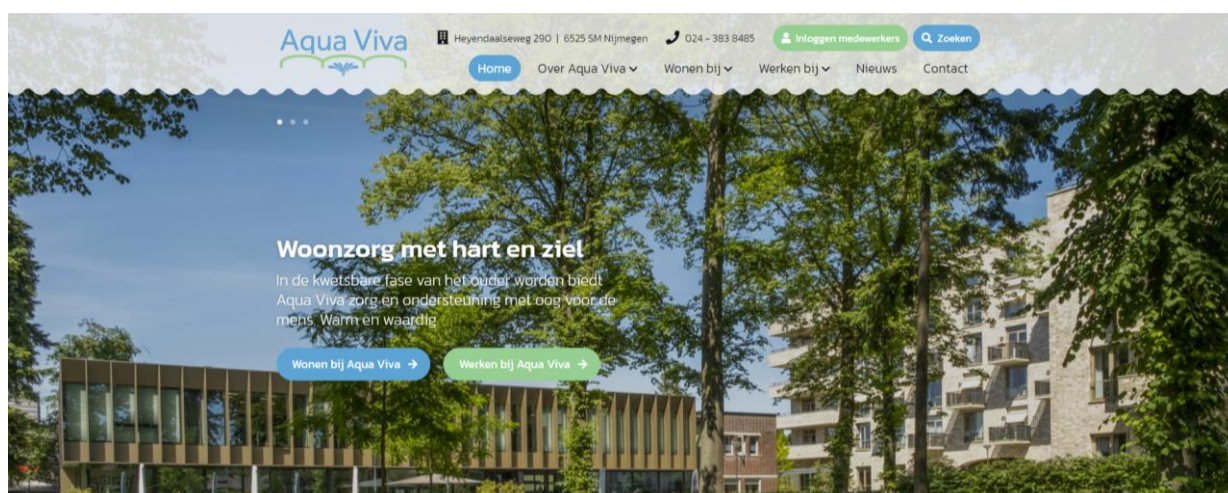 Aqua Viva
Heyendaalseweg 290 | 6525 SM Nijmegen
024 - 383 8485
Inloggen medewerkers
Zoeken
Home
Over Aqua Viva
Wonen bij
Werken bij
Nieuws
Contact
Woonzorg met hart en ziel
In de kwetsbare fase van het ouder worden biedt
Aqua Viva zorg en ondersteuning met oog voor de
mens. Warm en waardig.
Wonen bij Aqua Viva →
Werken bij Aqua Viva →